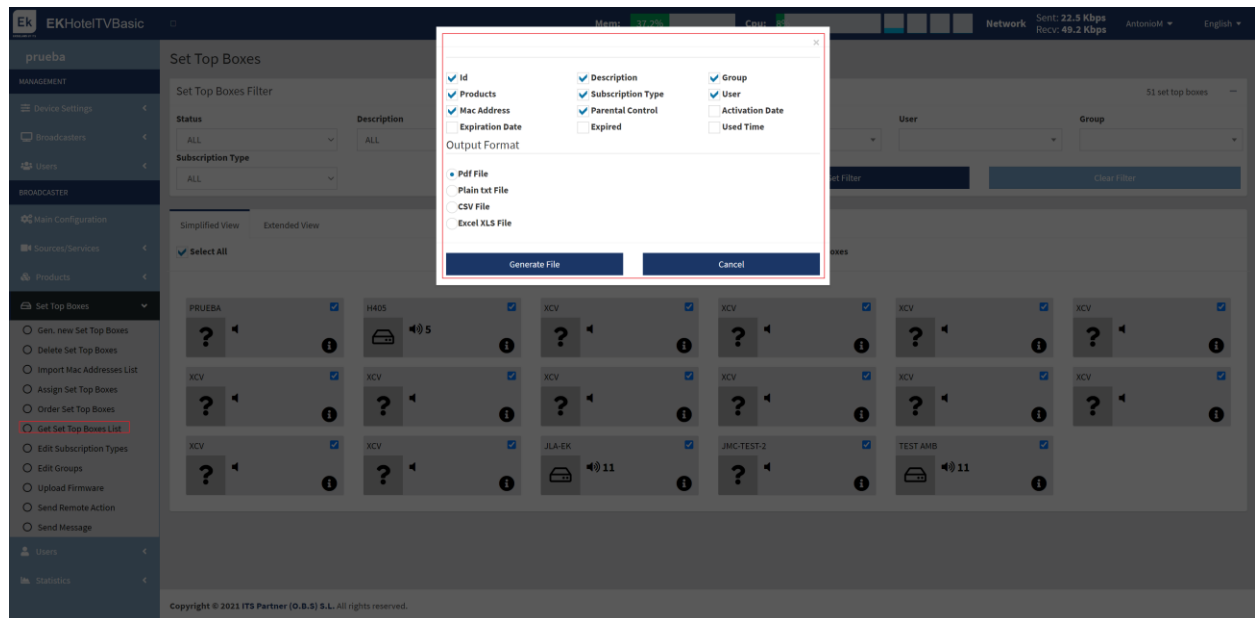 Ek EKHotelTVBasic
Mem: 37.2% Cpu: Network Sent: 22.5 Kbps Recv: 49.2 Kbps AntonioM English
prueba
MANAGEMENT
Device Settings
Broadcasters
Users
BROADCASTER
Main Configuration
Sources/Services
Products
Set Top Boxes
Gen. new Set Top Boxes
Delete Set Top Boxes
Import Mac Addresses List
Assign Set Top Boxes
Order Set Top Boxes
Get Set Top Boxes List
Edit Subscription Types
Edit Groups
Upload Firmware
Send Remote Action
Send Message
Users
Statistics
Set Top Boxes
Set Top Boxes Filter
51 set top boxes
Status Description User Group
ALL ALL
Subscription Type
ALL
Set Filter Clear Filter
Simplified View Extended View
Select All
oxes
×
Id Description Group
Products Subscription Type User
Mac Address Parental Control Activation Date
Expiration Date Expired Used Time
Output Format
Pdf File
Plain txt File
CSV File
Excel XLS File
Generate File Cancel
PRUEBA H405 XCV XCV XCV XCV
5
XCV XCV XCV XCV XCV XCV
XCV XCV JLA-EK JMC-TEST-2 TEST AMB
11 11
Copyright © 2021 ITS Partner (O.B.S) S.L. All rights reserved.